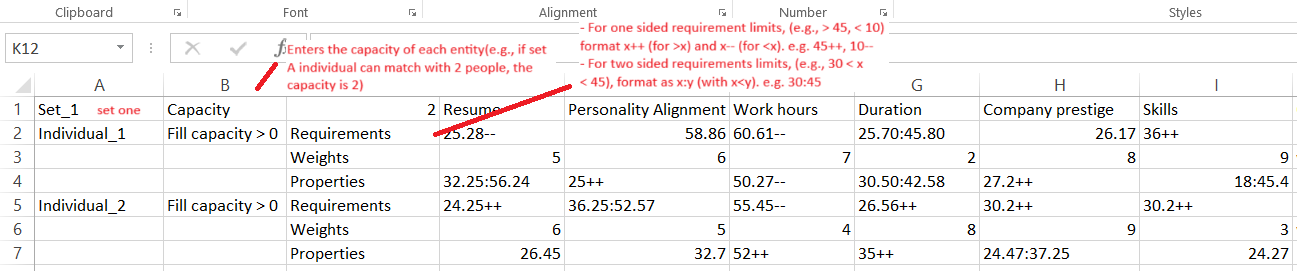 Clipboard Font Alignment Number Styles
K12
Enters the capacity of each entity(e.g., if set
A individual can match with 2 people, the
capacity is 2)
- For one sided requirement limits, (e.g., > 45, < 10)
format x++ (for >x) and x-- (for <x). e.g. 45++, 10--
- For two sided requirements limits, (e.g., 30 < x
< 45), format as x:y (with x<y). e.g. 30:45
A B G H I
1 Set_1 set one Capacity 2 Resume Personality Alignment Work hours Duration Company prestige Skills
2 Individual_1 Fill capacity > 0 Requirements 25.28-- 58.86 60.61-- 25.70:45.80 26.17 36++
3 Weights 5 6 7 2 8 9
4 Properties 32.25:56.24 25++ 50.27-- 30.50:42.58 27.2++ 18:45.4
5 Individual_2 Fill capacity > 0 Requirements 24.25++ 36.25:52.57 55.45-- 26.56++ 30.2++ 30.2++
6 Weights 6 5 4 8 9 3
7 Properties 26.45 32.7 52++ 35++ 24.47:37.25 24.27